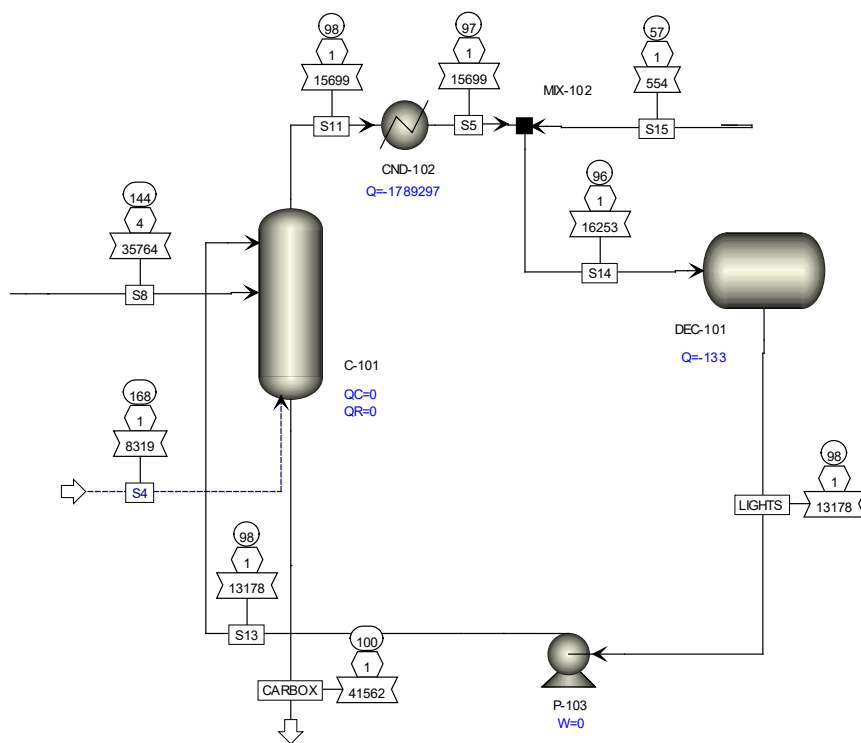 98
1
15699
S11
97
1
15699
S5
57
1
554
S15
MIX-102
CND-102
Q=-1789297
96
1
16253
S14
144
4
35764
S8
DEC-101
Q=-133
C-101
QC=0
QR=0
168
1
8319
S4
98
1
13178
LIGHTS
98
1
13178
S13
100
1
41562
CARBOX
P-103
W=0